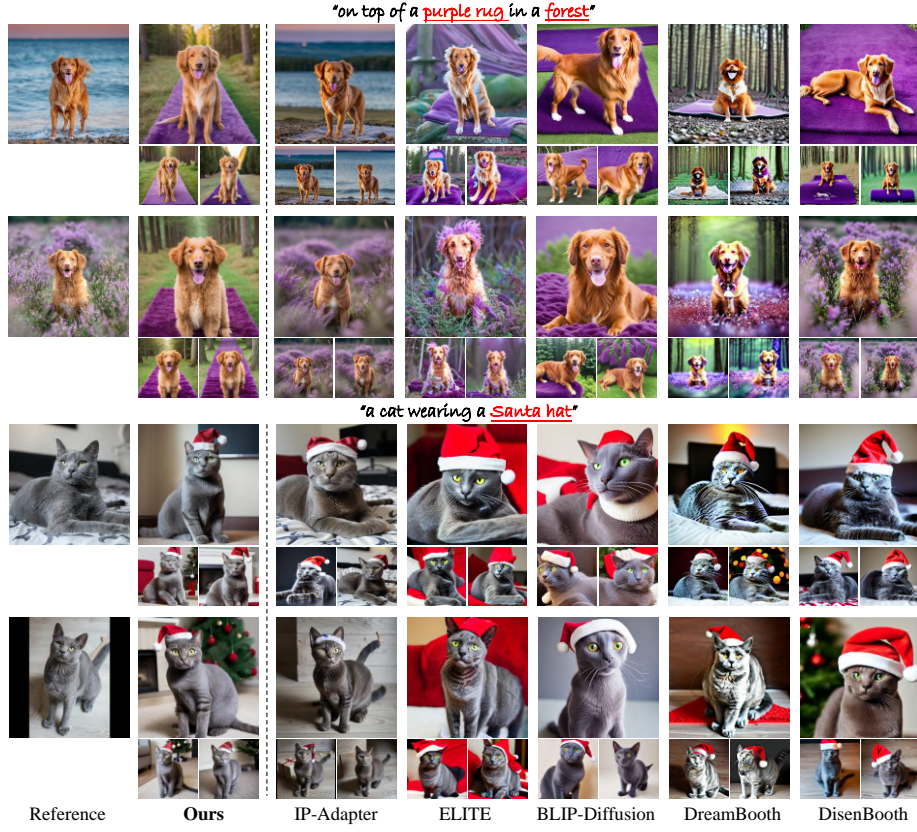 "on top of a purple rug in a forest"
"a cat wearing a Santa hat"
Reference Ours IP-Adapter ELITE BLIP-Diffusion DreamBooth DisenBooth